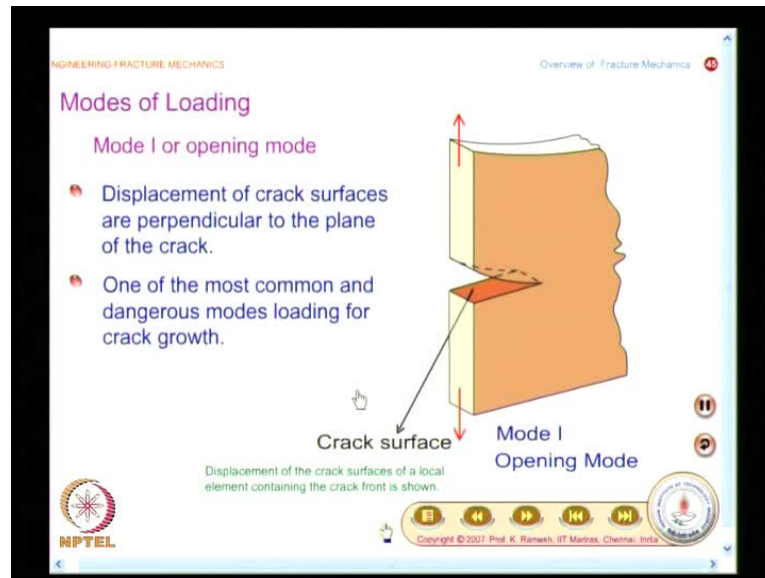 NGINEERING FRACTURE MECHANICS
Overview of Fracture Mechanics 45
Modes of Loading
Mode I or opening mode
Displacement of crack surfaces
are perpendicular to the plane
of the crack.
One of the most common and
dangerous modes loading for
crack growth.
Crack surface
Mode I
Opening Mode
Displacement of the crack surfaces of a local
element containing the crack front is shown.
NPTEL
Copyright © 2007 Prof. K. Ramesh, IIT Madras, Chennai, India